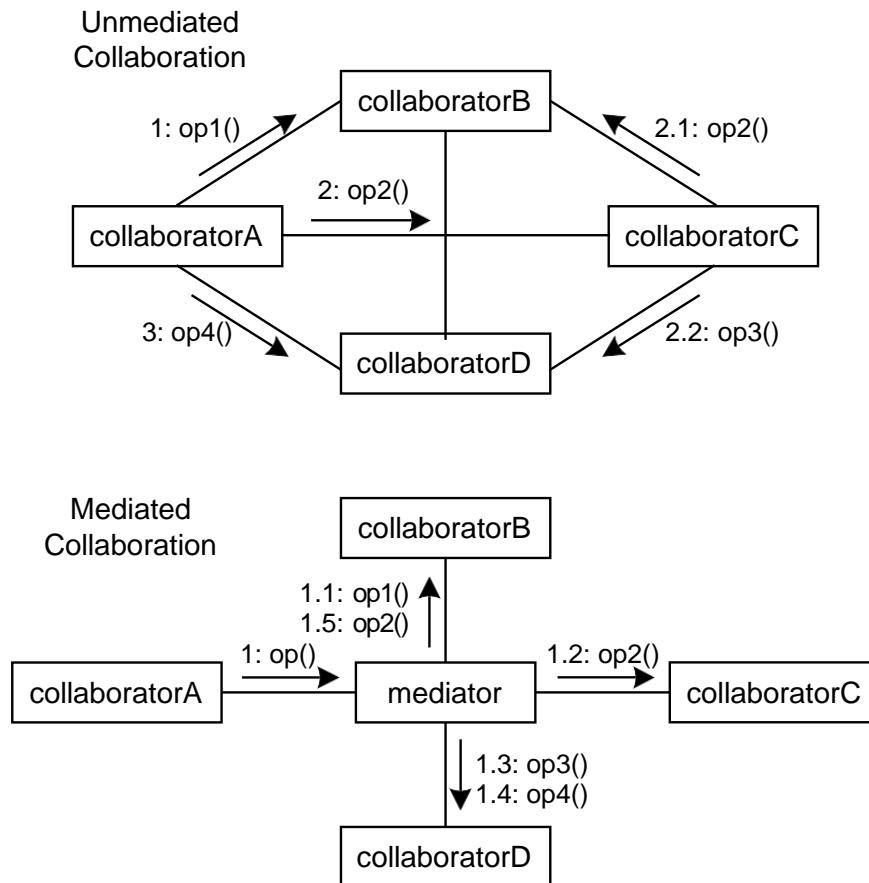 Unmediated
Collaboration
collaboratorB
1: op1()
2.1: op2()
2: op2()
collaboratorA
collaboratorC
3: op4()
2.2: op3()
collaboratorD
Mediated
Collaboration
collaboratorB
1.1: op1()
1.5: op2()
1: op()
1.2: op2()
collaboratorA
mediator
collaboratorC
1.3: op3()
1.4: op4()
collaboratorD